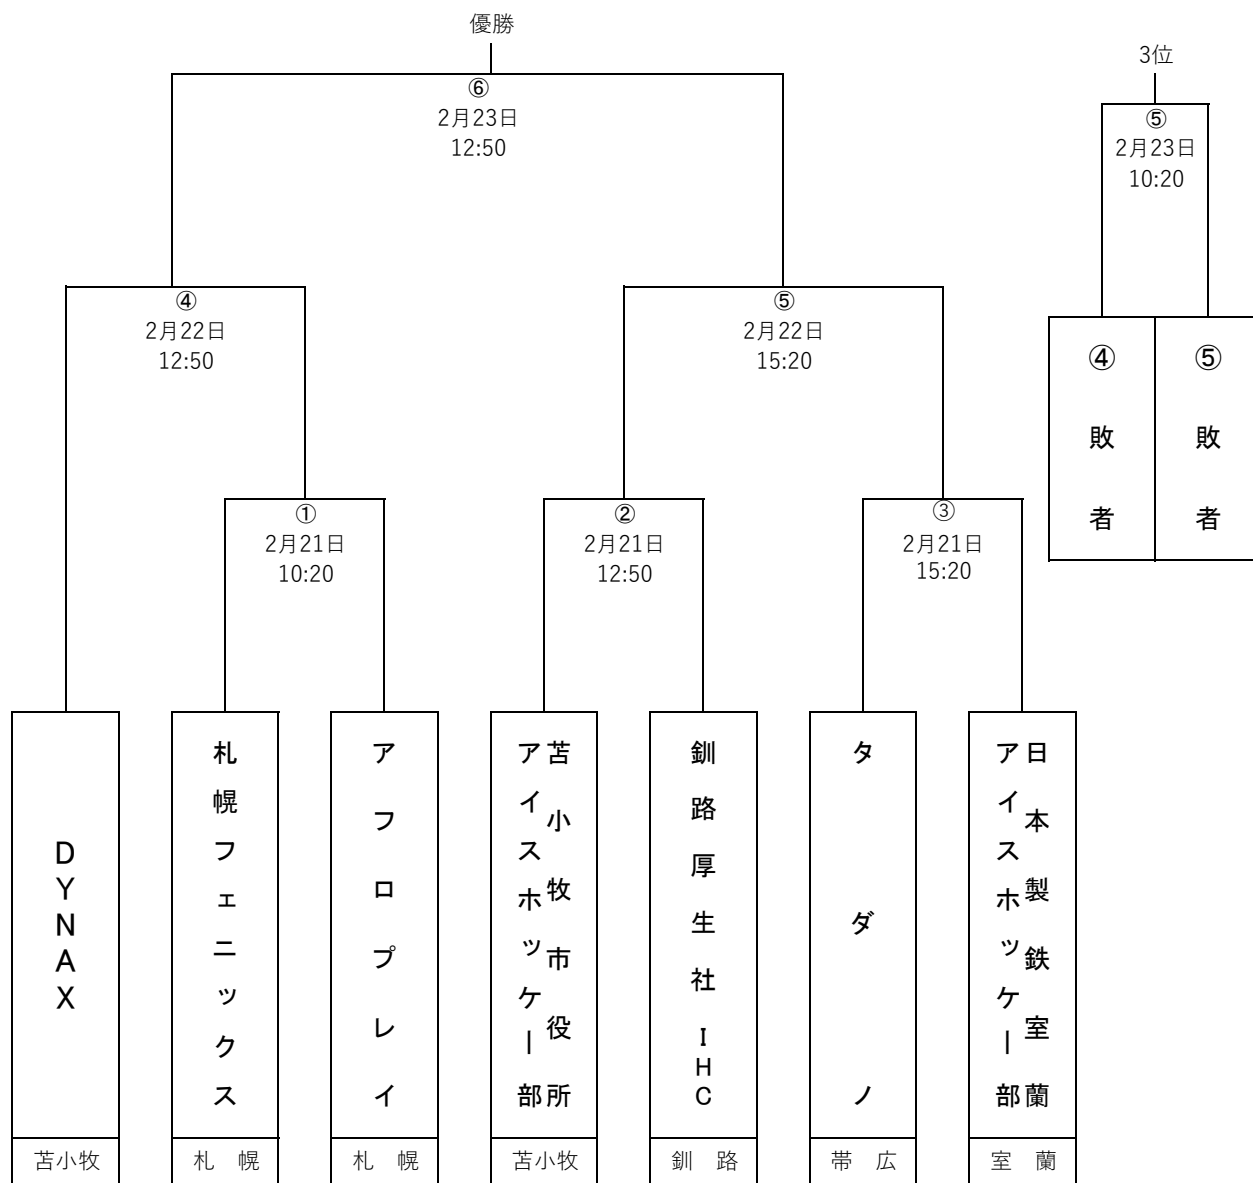 優勝
⑥
2月23日
12:50
3位
⑤
2月23日
10:20
④
2月22日
12:50
⑤
2月22日
15:20
④敗者
⑤敗者
①
2月21日
10:20
②
2月21日
12:50
③
2月21日
15:20
DYNAX
札幌フェニックス
アフロプレイ
苫小牧市役所
アイスホッケー部
釧路厚生社IHC
タダノ
日本製鉄室蘭
アイスホッケー部
苫小牧
札　幌
札　幌
苫小牧
釧　路
帯　広
室　蘭